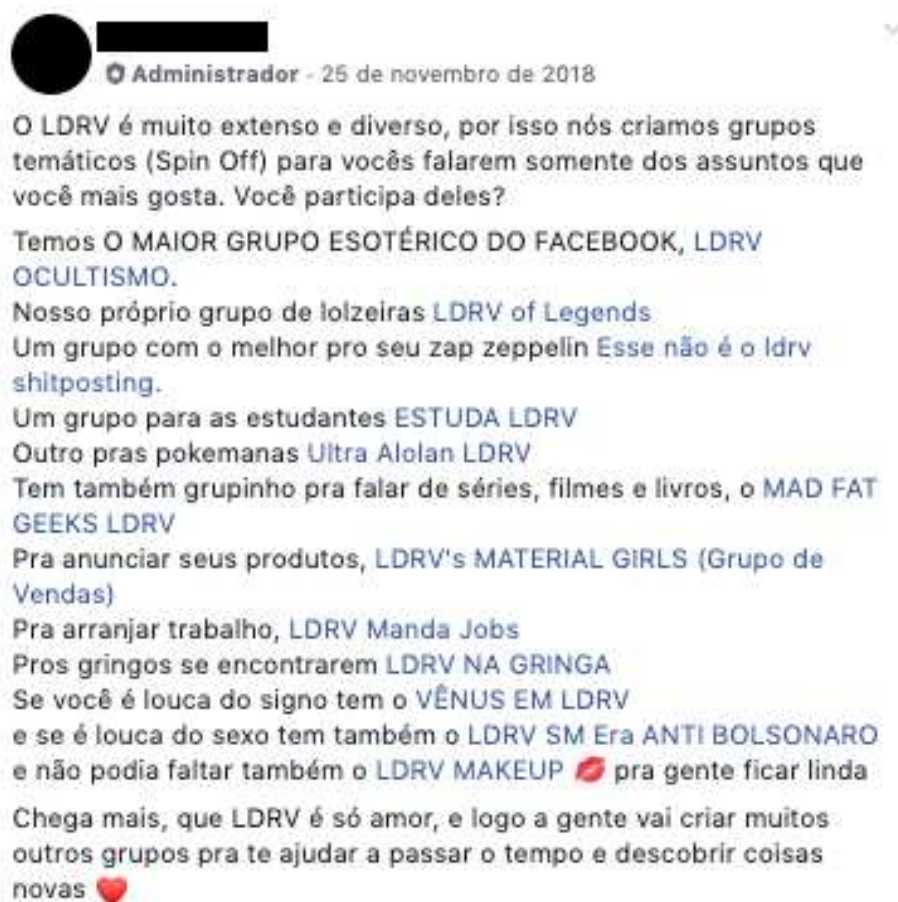 Administrador - 25 de novembro de 2018
O LDRV é muito extenso e diverso, por isso nós criamos grupos
temáticos (Spin Off) para vocês falarem somente dos assuntos que
você mais gosta. Você participa deles?
Temos O MAIOR GRUPO ESOTÉRICO DO FACEBOOK, LDRV
OCULTISMO.
Nosso próprio grupo de lolzeiras LDRV of Legends
Um grupo com o melhor pro seu zap zeppelin Esse não é o ldrv
shitposting.
Um grupo para as estudantes ESTUDA LDRV
Outro pras pokemanas Ultra Alolan LDRV
Tem também grupinho pra falar de séries, filmes e livros, o MAD FAT
GEEKS LDRV
Pra anunciar seus produtos, LDRV's MATERIAL GIRLS (Grupo de
Vendas)
Pra arranjar trabalho, LDRV Manda Jobs
Pros gringos se encontrarem LDRV NA GRINGA
Se você é louca do signo tem o VÊNUS EM LDRV
e se é louca do sexo tem também o LDRV SM Era ANTI BOLSONARO
e não podia faltar também o LDRV MAKEUP 💋 pra gente ficar linda
Chega mais, que LDRV é só amor, e logo a gente vai criar muitos
outros grupos pra te ajudar a passar o tempo e descobrir coisas
novas ❤️